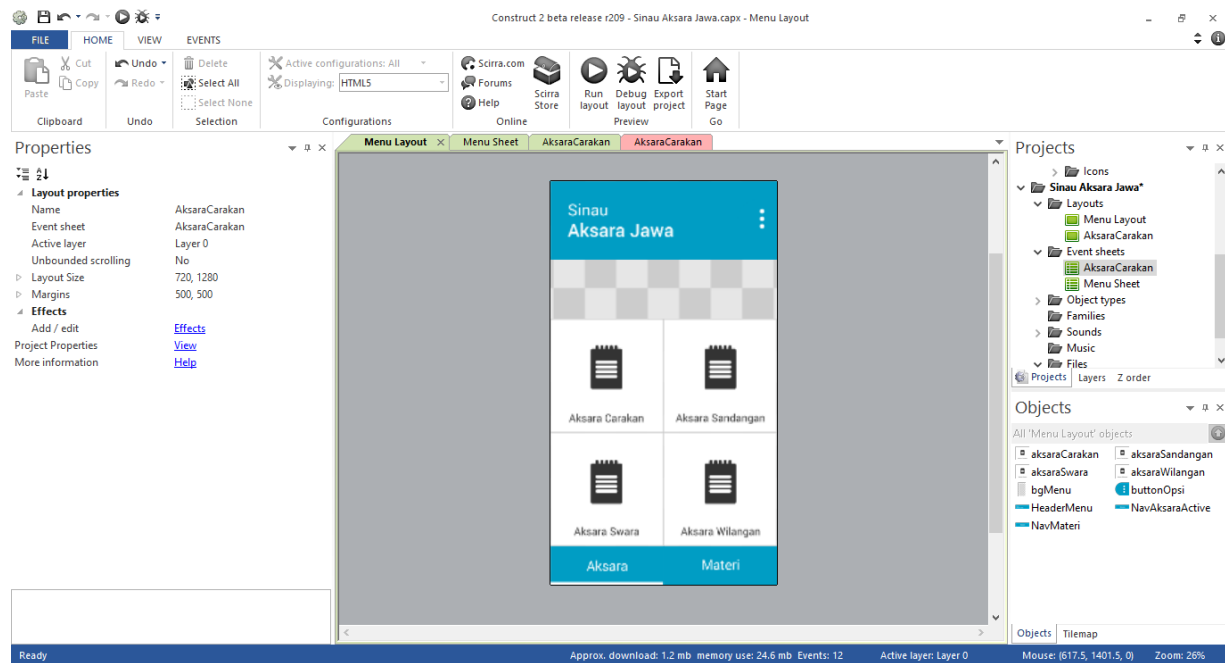 Construct 2 beta release r209 - Sinau Aksara Jawa.capx - Menu Layout
FILE HOME VIEW EVENTS
Paste
Cut
Copy
Clipboard
Undo
Redo
Undo
Delete
Select All
Select None
Selection
Active configurations: All
Displaying: HTML5
Configurations
Scirra.com
Forums
Help
Scirra Store
Online
Run layout
Debug layout
Export project
Preview
Start Page
Go
Properties
Layout properties
Name AksaraCarakan
Event sheet AksaraCarakan
Active layer Layer 0
Unbounded scrolling No
Layout Size 720, 1280
Margins 500, 500
Effects
Add / edit Effects
Project Properties View
More information Help
Menu Layout Menu Sheet AksaraCarakan AksaraCarakan
Sinau
Aksara Jawa
Aksara Carakan Aksara Sandangan
Aksara Swara Aksara Wilangan
Aksara Materi
Projects
Icons
Sinau Aksara Jawa*
Layouts
Menu Layout
AksaraCarakan
Event sheets
AksaraCarakan
Menu Sheet
Object types
Families
Sounds
Music
Files
Projects Layers Z order
Objects
All 'Menu Layout' objects
aksaraCarakan aksaraSandangan
aksaraSwara aksaraWilangan
bgMenu buttonOpsi
HeaderMenu NavAksaraActive
NavMateri
Objects Tilemap
Ready Approx. download: 1.2 mb memory use: 24.6 mb Events: 12 Active layer: Layer 0 Mouse: (617.5, 1401.5, 0) Zoom: 26%